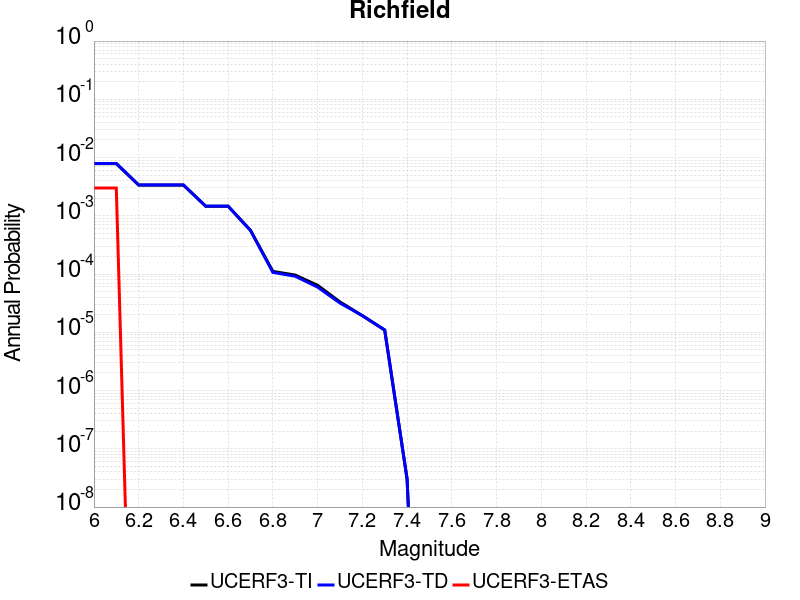 Richfield
10^0
10^-1
10^-2
10^-3
10^-4
10^-5
10^-6
10^-7
10^-8
Annual Probability
6 6.2 6.4 6.6 6.8 7 7.2 7.4 7.6 7.8 8 8.2 8.4 8.6 8.8 9
Magnitude
UCERF3-TI UCERF3-TD UCERF3-ETAS